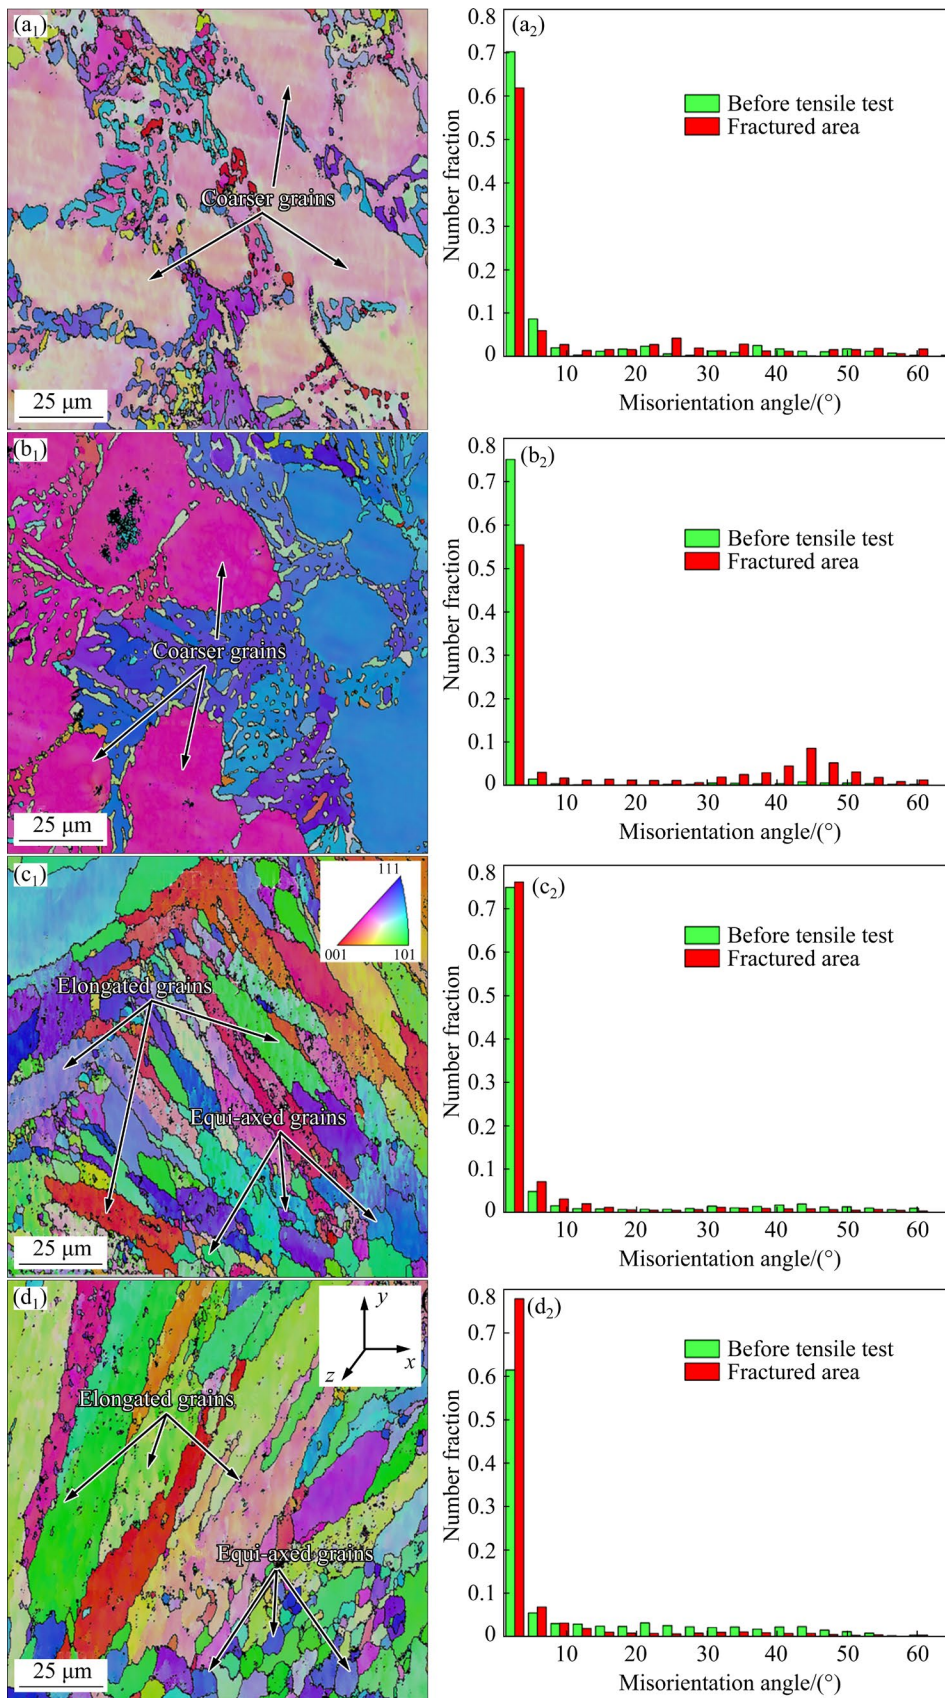 (a₁)
Coarser grains
25 μm
(a₂)
0.8
0.7
0.6
0.5
0.4
0.3
0.2
0.1
0
Number fraction
Before tensile test
Fractured area
10 20 30 40 50 60
Misorientation angle/(°)
(b₁)
Coarser grains
25 μm
(b₂)
0.8
0.7
0.6
0.5
0.4
0.3
0.2
0.1
0
Number fraction
Before tensile test
Fractured area
10 20 30 40 50 60
Misorientation angle/(°)
(c₁)
111
001 101
Elongated grains
Equi-axed grains
25 μm
(c₂)
0.8
0.7
0.6
0.5
0.4
0.3
0.2
0.1
0
Number fraction
Before tensile test
Fractured area
10 20 30 40 50 60
Misorientation angle/(°)
(d₁)
y
x
z
Elongated grains
Equi-axed grains
25 μm
(d₂)
0.8
0.7
0.6
0.5
0.4
0.3
0.2
0.1
0
Number fraction
Before tensile test
Fractured area
10 20 30 40 50 60
Misorientation angle/(°)